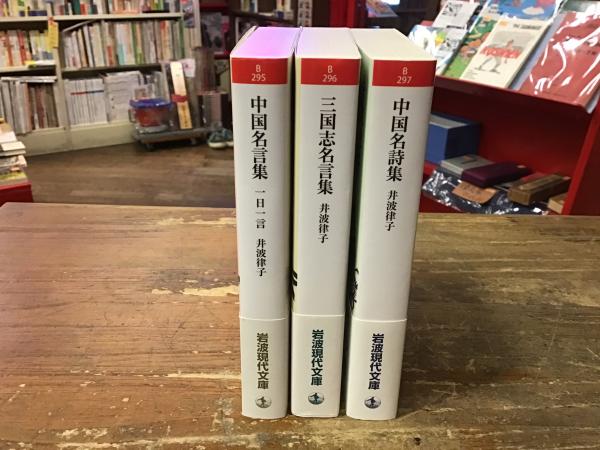 B
295
中国名言集 一日一言 井波律子
岩波現代文庫
B
296
三国志名言集 井波律子
岩波現代文庫
B
297
中国名詩集 井波律子
岩波現代文庫